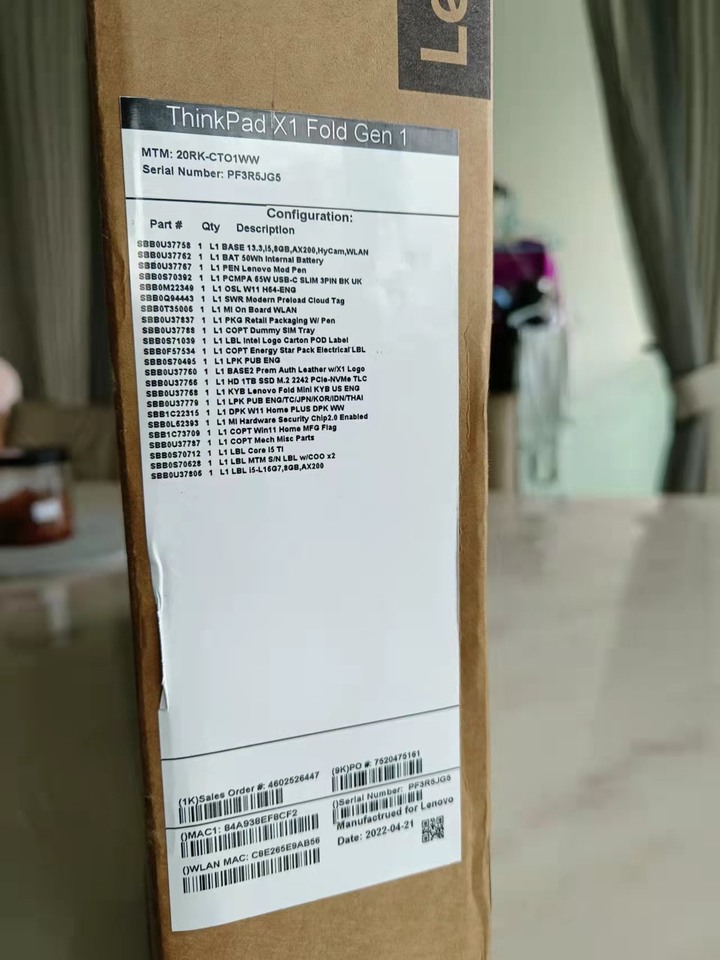 Le
ThinkPad X1 Fold Gen 1
MTM: 20RK-CTO1WW
Serial Number: PF3R5JG5
Configuration:
Part # Qty Description
SBB0U37758 1 L1 BASE 13.3,I5,8GB,AX200,HyCam,WLAN
SBB0U37762 1 L1 BAT 50Wh Internal Battery
SBB0U37767 1 L1 PEN Lenovo Mod Pen
SBB0S70392 1 L1 PCMPA 65W USB-C SLIM 3PIN BK UK
SBB0M22349 1 L1 OSL W11 H64-ENG
SBB0Q94443 1 L1 SWR Modern Preload Cloud Tag
SBB0T35006 1 L1 MI On Board WLAN
SBB0U37837 1 L1 PKG Retail Packaging W/ Pen
SBB0U37788 1 L1 COPT Dummy SIM Tray
SBB0S71039 1 L1 LBL Intel Logo Carton POD Label
SBB0F57534 1 L1 COPT Energy Star Pack Electrical LBL
SBB0S70495 1 L1 LPK PUB ENG
SBB0U37760 1 L1 BASE2 Prem Auth Leather w/X1 Logo
SBB0U37766 1 L1 HD 1TB SSD M.2 2242 PCIe-NVMe TLC
SBB0U37768 1 L1 KYB Lenovo Fold Mini KYB US ENG
SBB0U37779 1 L1 LPK PUB ENG/TC/JPN/KOR/IDN/THAI
SBB1C22315 1 L1 DPK W11 Home PLUS DPK WW
SBB0L52393 1 L1 MI Hardware Security Chip2.0 Enabled
SBB1C73709 1 L1 COPT Win11 Home MFG Flag
SBB0U37787 1 L1 COPT Mech Misc Parts
SBB0S70712 1 L1 LBL Core i5 TI
SBB0S70628 1 L1 LBL MTM S/N LBL w/COO x2
SBB0U37805 1 L1 LBL i5-L16G7,8GB,AX200
(1K)Sales Order #: 4602526447
(9K)PO #: 7520475161
()MAC1: 84A938EF8CF2
()Serial Number: PF3R5JG5
()WLAN MAC: C8E265E9AB56
Manufactrued for Lenovo
Date: 2022-04-21